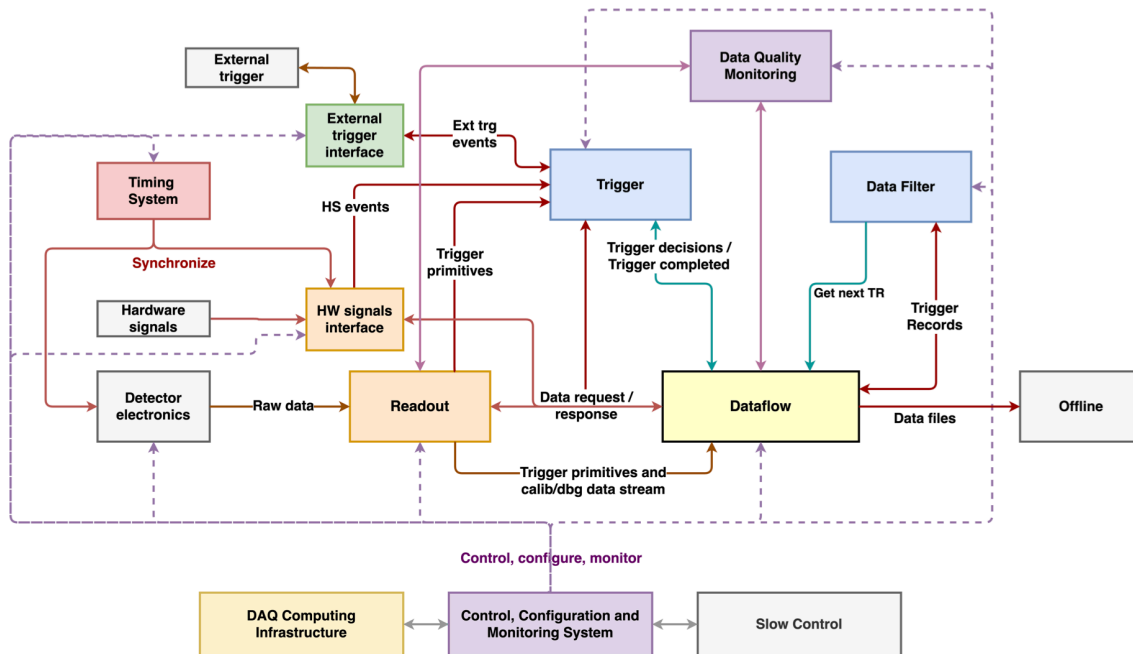 External
trigger
Data Quality
Monitoring
External
trigger
interface
Ext trg
events
Timing
System
Trigger
Data Filter
HS events
Synchronize
Trigger
primitives
Trigger decisions /
Trigger completed
Get next TR
Hardware
signals
HW signals
interface
Trigger
Records
Detector
electronics
Raw data
Readout
Data request /
response
Dataflow
Data files
Offline
Trigger primitives and
calib/dbg data stream
Control, configure, monitor
DAQ Computing
Infrastructure
Control, Configuration and
Monitoring System
Slow Control